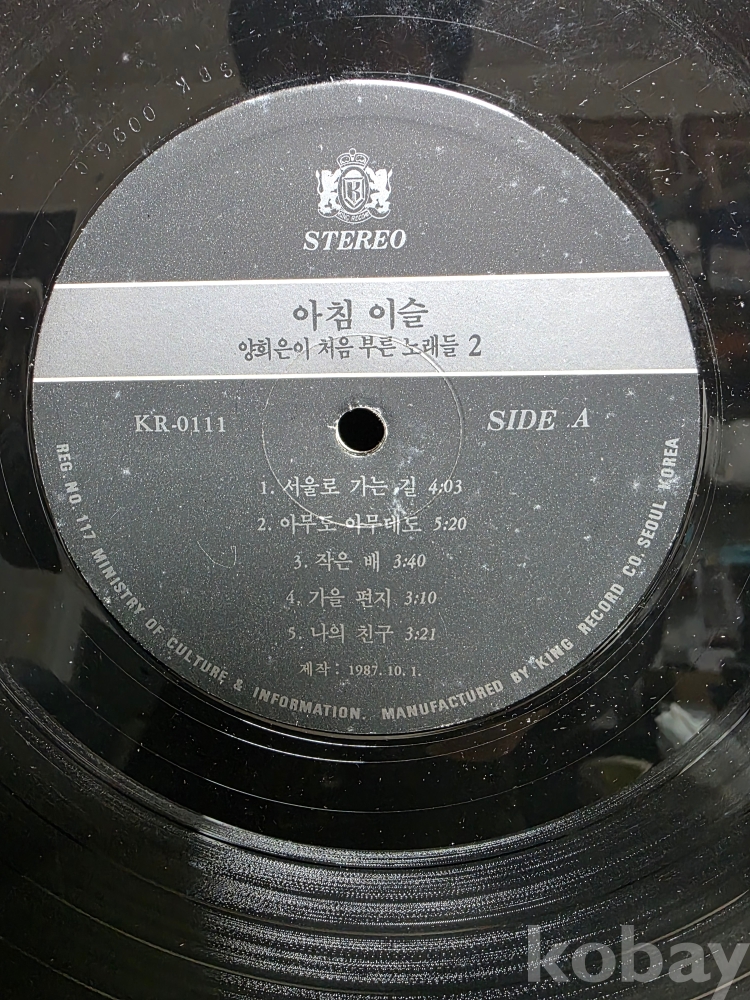 KING RECORD
STEREO
아침 이슬
양희은이 처음 부른 노래들 2
KR-0111
SIDE A
1. 서울로 가는 길 4:03
2. 아무도 아무데도 5:20
3. 작은 배 3:40
4. 가을 편지 3:10
5. 나의 친구 3:21
제작 : 1987. 10. 1.
REG. NO 117 MINISTRY OF CULTURE & INFORMATION. MANUFACTURED BY KING RECORD CO. SEOUL KOREA
kobay